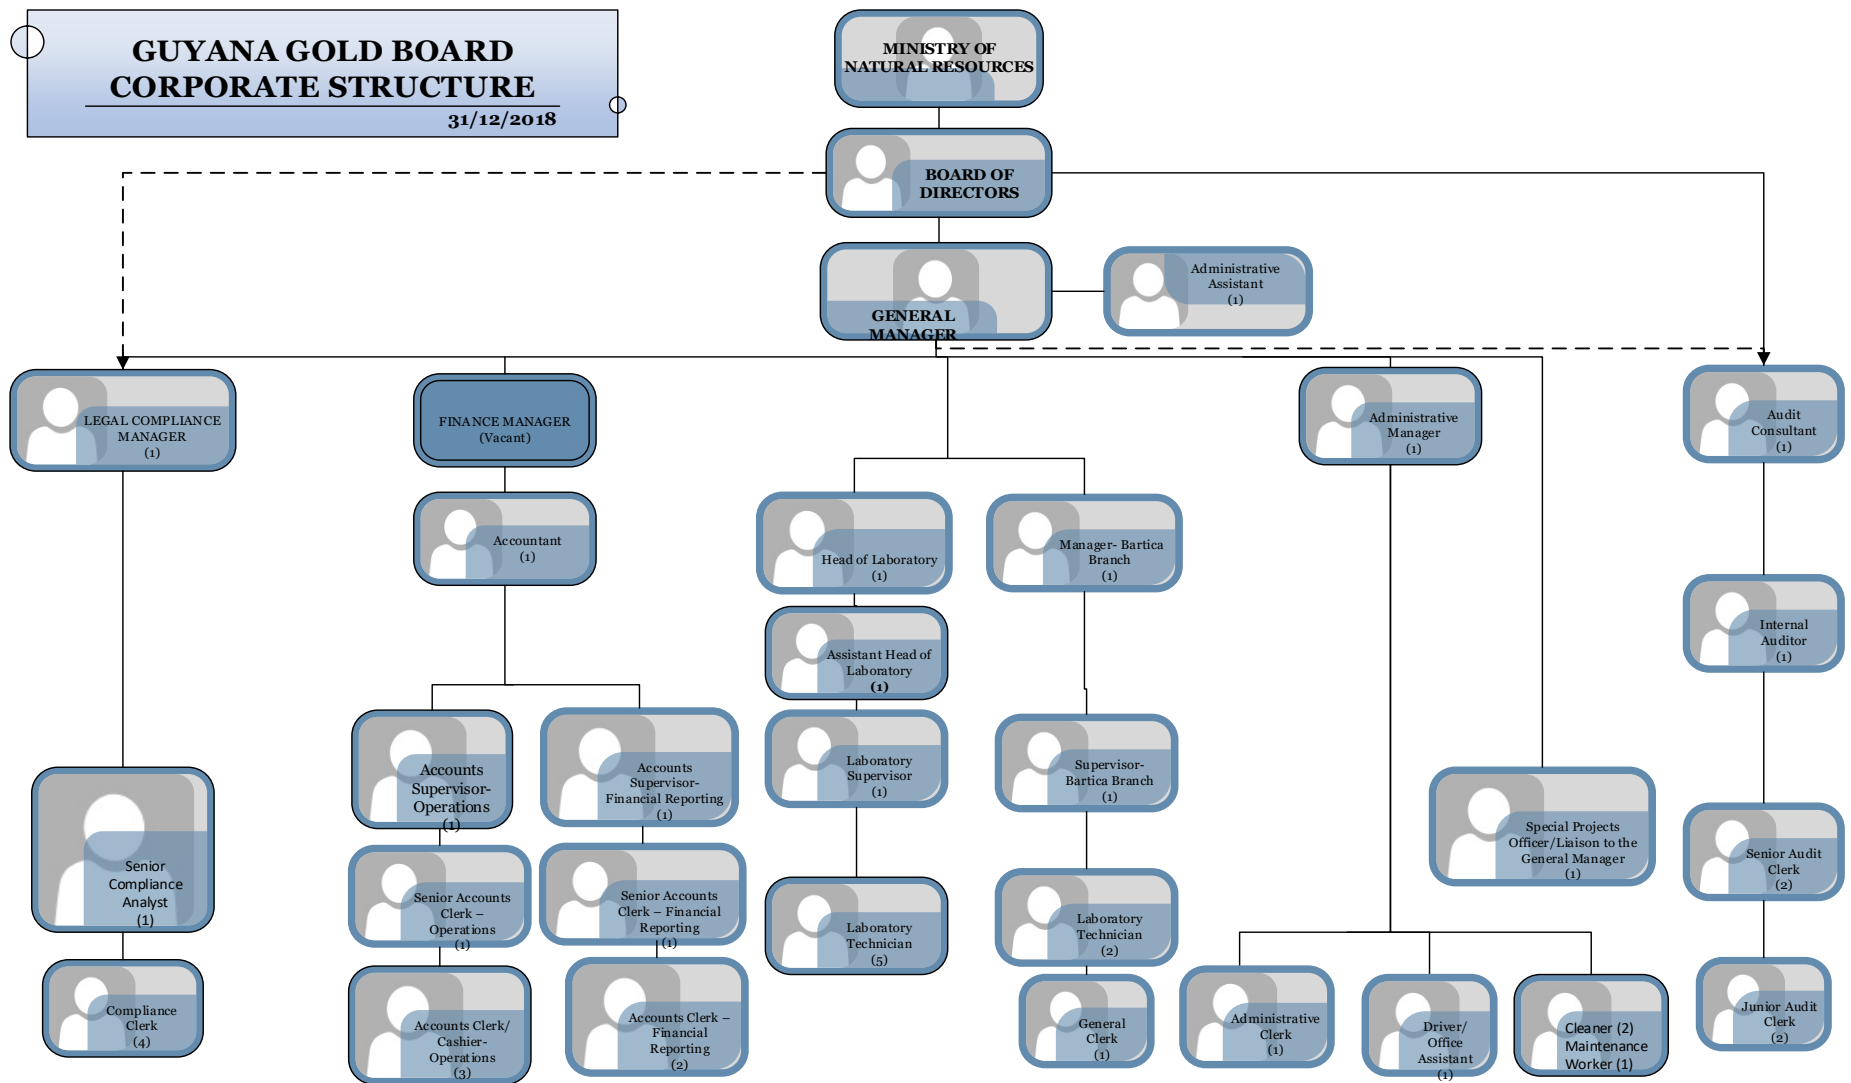 GUYANA GOLD BOARD
CORPORATE STRUCTURE
31/12/2018
MINISTRY OF
NATURAL RESOURCES
BOARD OF
DIRECTORS
GENERAL
MANAGER
Administrative
Assistant
(1)
LEGAL COMPLIANCE
MANAGER
(1)
Senior
Compliance
Analyst
(1)
Compliance
Clerk
(4)
FINANCE MANAGER
(Vacant)
Accountant
(1)
Accounts
Supervisor-
Operations
(1)
Senior Accounts
Clerk –
Operations
(1)
Accounts Clerk/
Cashier-
Operations
(3)
Accounts
Supervisor-
Financial Reporting
(1)
Senior Accounts
Clerk – Financial
Reporting
(1)
Accounts Clerk –
Financial
Reporting
(2)
Head of Laboratory
(1)
Assistant Head of
Laboratory
(1)
Laboratory
Supervisor
(1)
Laboratory
Technician
(5)
Manager- Bartica
Branch
(1)
Supervisor-
Bartica Branch
(1)
Laboratory
Technician
(2)
General
Clerk
(1)
Administrative
Manager
(1)
Administrative
Clerk
(1)
Driver/
Office
Assistant
(1)
Cleaner (2)
Maintenance
Worker (1)
Special Projects
Officer/Liaison to the
General Manager
(1)
Audit
Consultant
(1)
Internal
Auditor
(1)
Senior Audit
Clerk
(2)
Junior Audit
Clerk
(2)